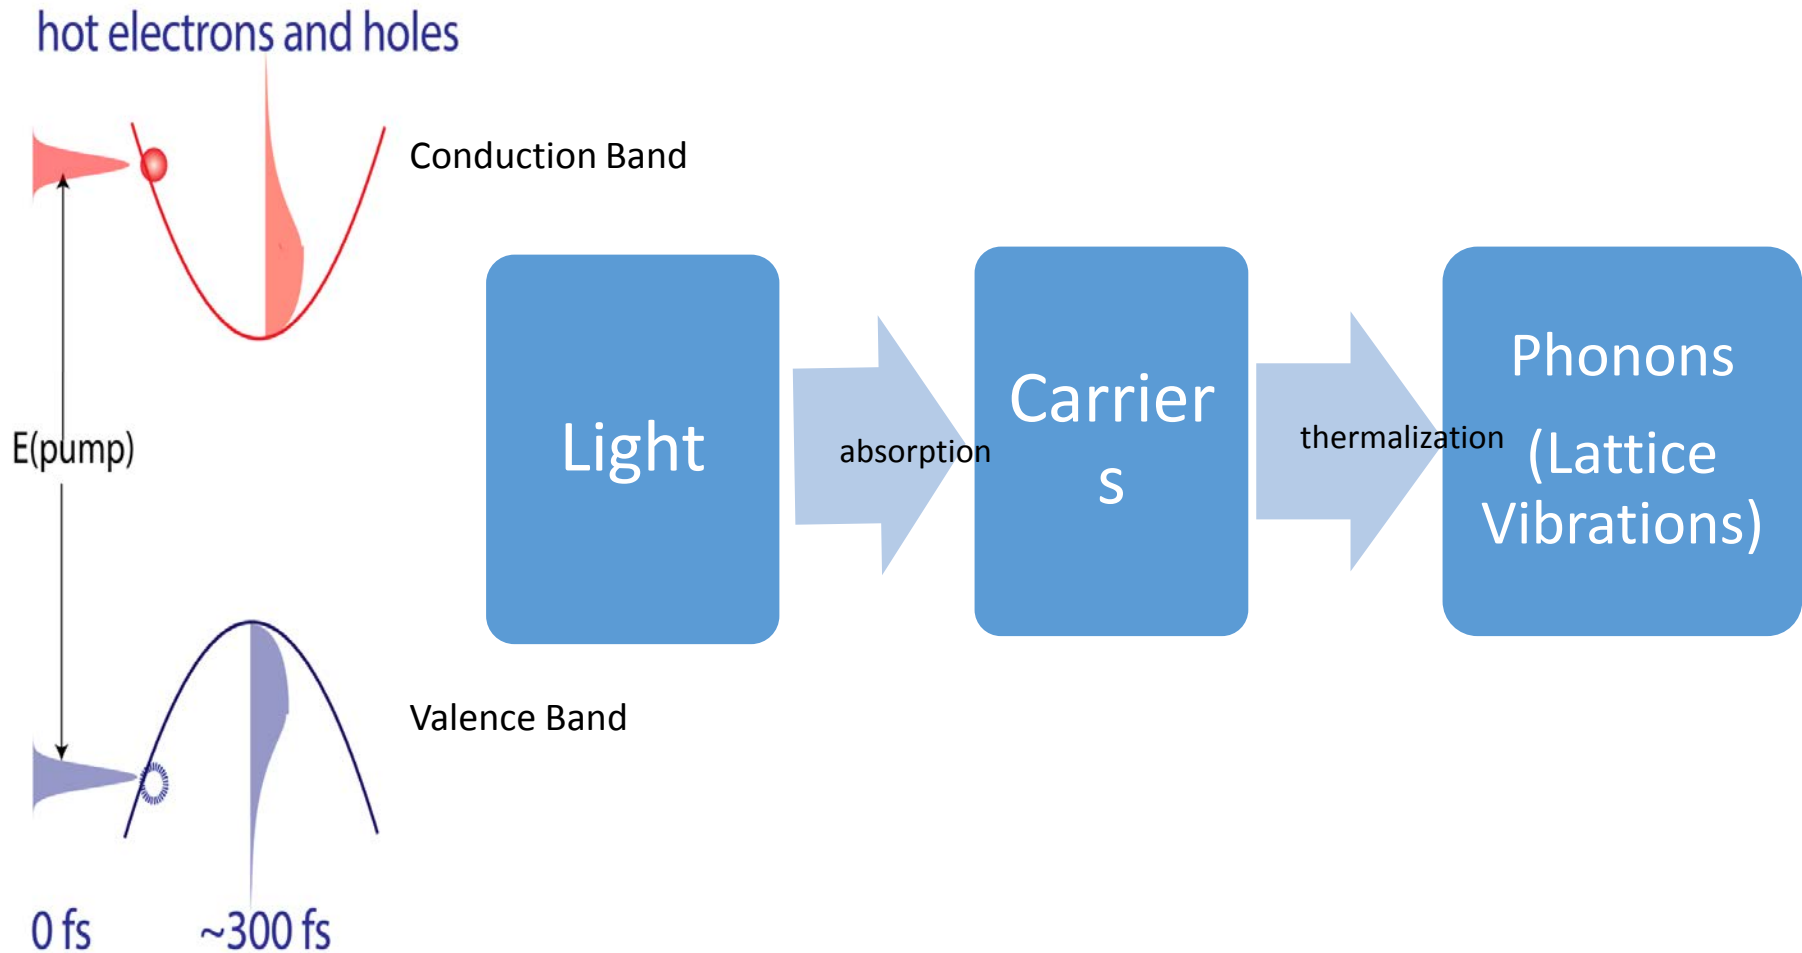 hot electrons and holes
Conduction Band
E(pump)
Valence Band
0 fs
~300 fs
Light
absorption
Carrier
s
thermalization
Phonons
(Lattice
Vibrations)